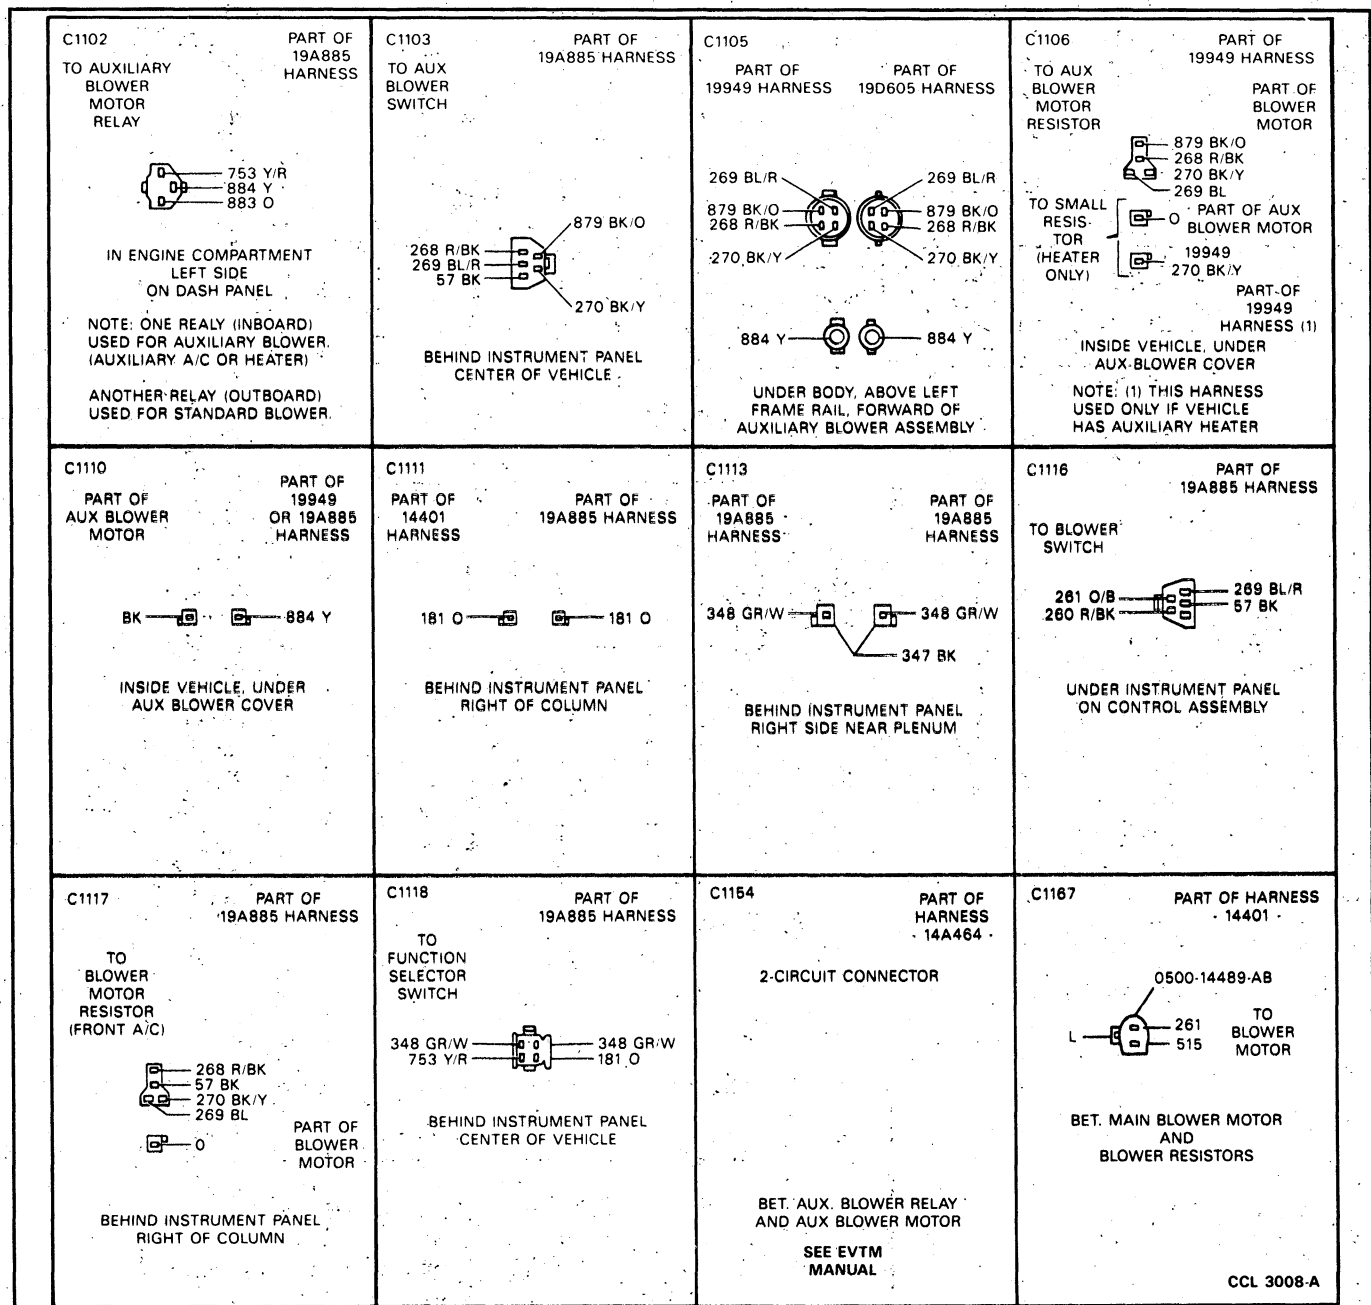 C1102
PART OF
19A885
HARNESS
TO AUXILIARY
BLOWER
MOTOR
RELAY
753 Y/R
884 Y
883 O
IN ENGINE COMPARTMENT
LEFT SIDE
ON DASH PANEL
NOTE: ONE REALY (INBOARD)
USED FOR AUXILIARY BLOWER.
(AUXILIARY A/C OR HEATER)
ANOTHER RELAY (OUTBOARD)
USED FOR STANDARD BLOWER.
C1103
PART OF
19A885 HARNESS
TO AUX
BLOWER
SWITCH
879 BK/O
268 R/BK
269 BL/R
57 BK
270 BK/Y
BEHIND INSTRUMENT PANEL
CENTER OF VEHICLE
C1105
PART OF
19949 HARNESS
PART OF
19D605 HARNESS
269 BL/R
269 BL/R
879 BK/O
879 BK/O
268 R/BK
268 R/BK
270 BK/Y
270 BK/Y
884 Y
884 Y
UNDER BODY, ABOVE LEFT
FRAME RAIL, FORWARD OF
AUXILIARY BLOWER ASSEMBLY
C1106
PART OF
19949 HARNESS
TO AUX
BLOWER
MOTOR
RESISTOR
PART OF
BLOWER
MOTOR
879 BK/O
268 R/BK
270 BK/Y
269 BL
TO SMALL
RESIS-
TOR
(HEATER
ONLY)
O
PART OF AUX
BLOWER MOTOR
19949
270 BK/Y
PART OF
19949
HARNESS (1)
INSIDE VEHICLE, UNDER
AUX BLOWER COVER
NOTE: (1) THIS HARNESS
USED ONLY IF VEHICLE
HAS AUXILIARY HEATER
C1110
PART OF
AUX BLOWER
MOTOR
PART OF
19949
OR 19A885
HARNESS
BK
884 Y
INSIDE VEHICLE, UNDER
AUX BLOWER COVER
C1111
PART OF
14401
HARNESS
PART OF
19A885 HARNESS
181 O
181 O
BEHIND INSTRUMENT PANEL
RIGHT OF COLUMN
C1113
PART OF
19A885
HARNESS
PART OF
19A885
HARNESS
348 GR/W
348 GR/W
347 BK
BEHIND INSTRUMENT PANEL
RIGHT SIDE NEAR PLENUM
C1116
PART OF
19A885 HARNESS
TO BLOWER
SWITCH
261 O/B
260 R/BK
269 BL/R
57 BK
UNDER INSTRUMENT PANEL
ON CONTROL ASSEMBLY
C1117
PART OF
19A885 HARNESS
TO
BLOWER
MOTOR
RESISTOR
(FRONT A/C)
268 R/BK
57 BK
270 BK/Y
269 BL
O
PART OF
BLOWER
MOTOR
BEHIND INSTRUMENT PANEL
RIGHT OF COLUMN
C1118
PART OF
19A885 HARNESS
TO
FUNCTION
SELECTOR
SWITCH
348 GR/W
753 Y/R
348 GR/W
181 O
BEHIND INSTRUMENT PANEL
CENTER OF VEHICLE
C1154
PART OF
HARNESS
14A464
2-CIRCUIT CONNECTOR
BET. AUX. BLOWER RELAY
AND AUX BLOWER MOTOR
SEE EVTM
MANUAL
C1167
PART OF HARNESS
14401
0500-14489-AB
L
261
515
TO
BLOWER
MOTOR
BET. MAIN BLOWER MOTOR
AND
BLOWER RESISTORS
CCL 3008-A